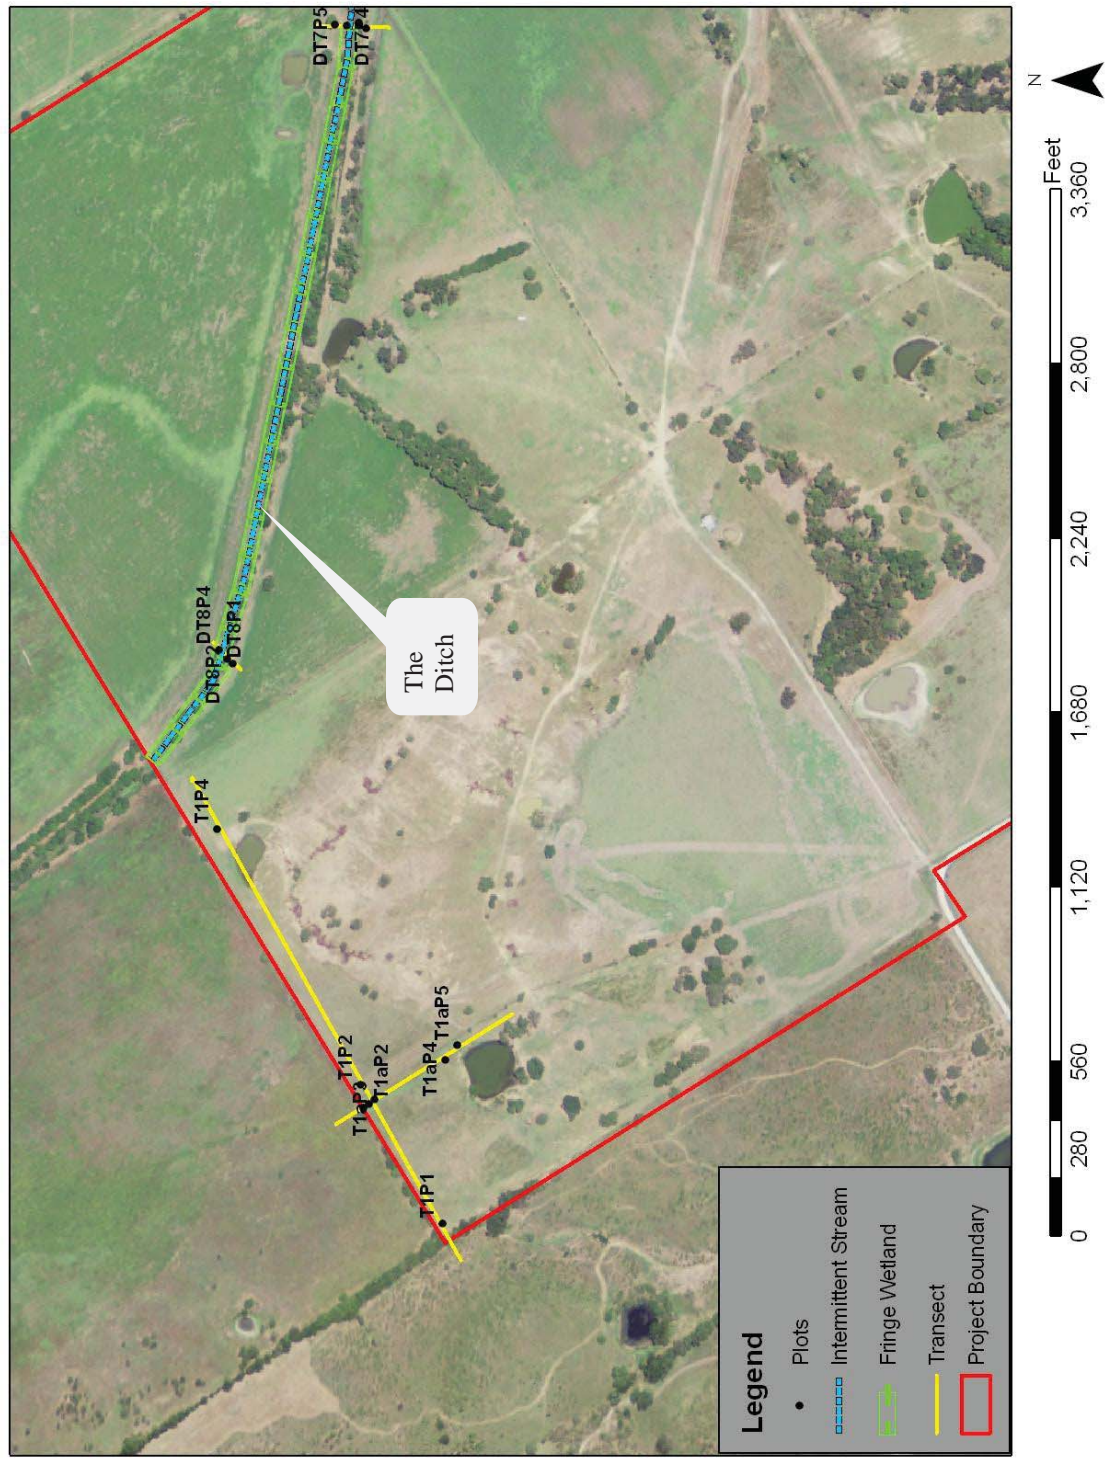 DT7P5
DT7P4
DT8P4
DT8P2
DT8P1
The
Ditch
T1P4
T1P2
T1aP2
T1aP4
T1aP5
T1P1
Legend
Plots
Intermittent Stream
Fringe Wetland
Transect
Project Boundary
N
0 280 560 1,120 1,680 2,240 2,800 3,360
Feet